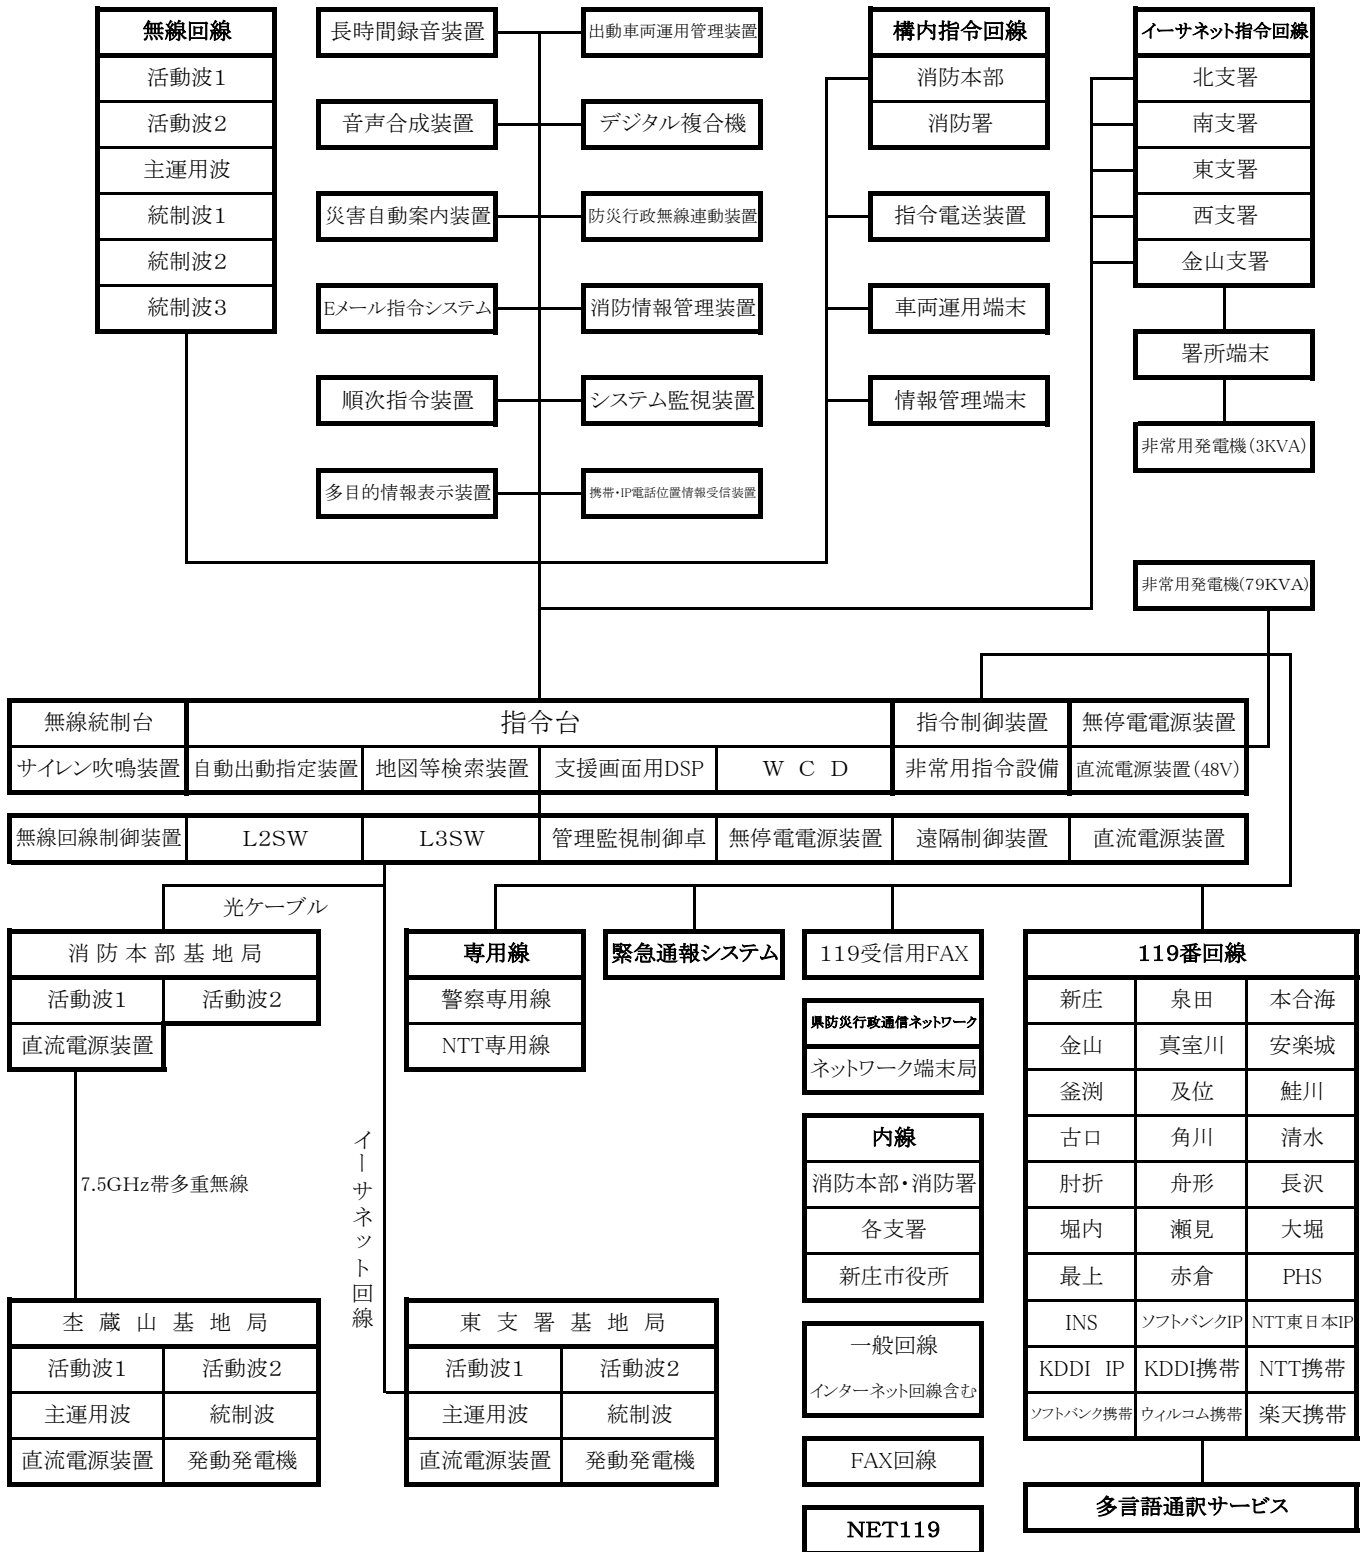 無線回線
活動波1
活動波2
主運用波
統制波1
統制波2
統制波3
長時間録音装置
出動車両運用管理装置
音声合成装置
デジタル複合機
災害自動案内装置
防災行政無線連動装置
Eメール指令システム
消防情報管理装置
順次指令装置
システム監視装置
多目的情報表示装置
携帯・IP電話位置情報受信装置
構内指令回線
消防本部
消防署
指令電送装置
車両運用端末
情報管理端末
イーサネット指令回線
北支署
南支署
東支署
西支署
金山支署
署所端末
非常用発電機(3KVA)
非常用発電機(79KVA)
無線統制台 指令台 指令制御装置 無停電電源装置
サイレン吹鳴装置 自動出動指定装置 地図等検索装置 支援画面用DSP W C D 非常用指令設備 直流電源装置(48V)
無線回線制御装置 L2SW L3SW 管理監視制御卓 無停電電源装置 遠隔制御装置 直流電源装置
光ケーブル
消防本部基地局
活動波1 活動波2
直流電源装置
7.5GHz帯多重無線
イーサネット回線
杢蔵山基地局
活動波1 活動波2
主運用波 統制波
直流電源装置 発動発電機
東支署基地局
活動波1 活動波2
主運用波 統制波
直流電源装置 発動発電機
専用線
警察専用線
NTT専用線
緊急通報システム
119受信用FAX
県防災行政通信ネットワーク
ネットワーク端末局
内線
消防本部・消防署
各支署
新庄市役所
一般回線
インターネット回線含む
FAX回線
NET119
119番回線
新庄 泉田 本合海
金山 真室川 安楽城
釜渕 及位 鮭川
古口 角川 清水
肘折 舟形 長沢
堀内 瀬見 大堀
最上 赤倉 PHS
INS ソフトバンクIP NTT東日本IP
KDDI IP KDDI携帯 NTT携帯
ソフトバンク携帯 ウィルコム携帯 楽天携帯
多言語通訳サービス